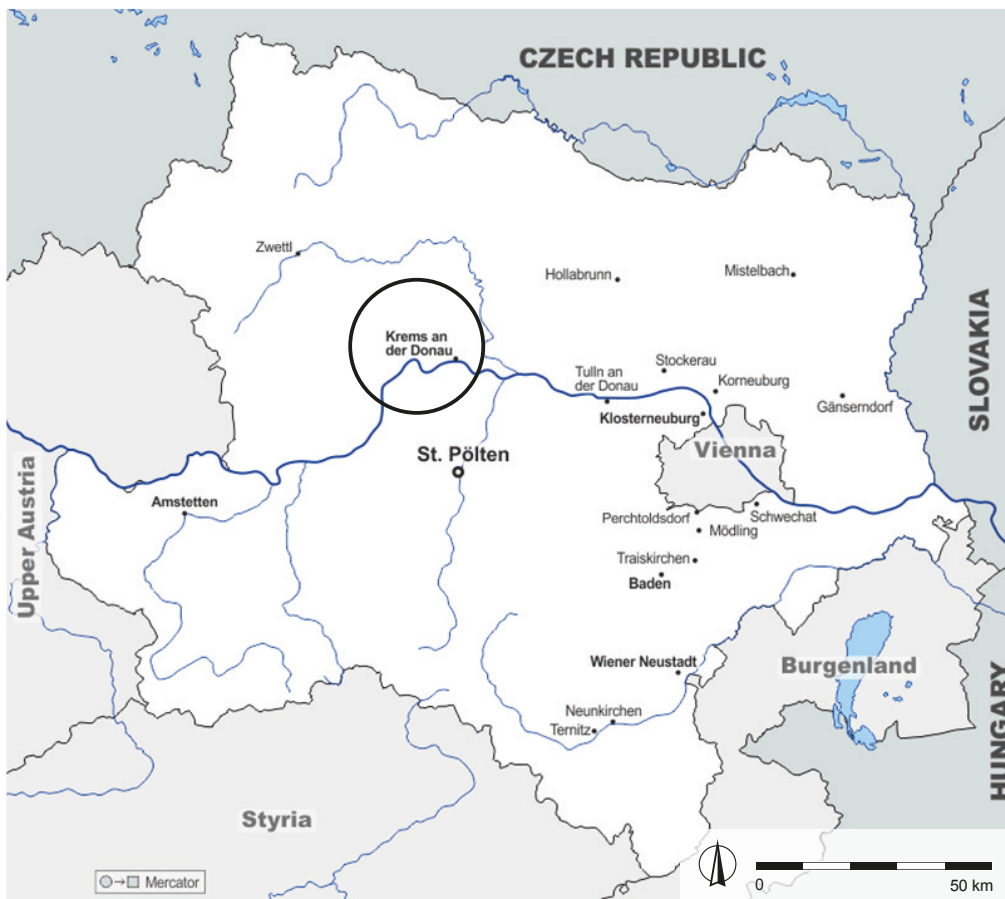 CZECH REPUBLIC
Zwettl
Hollabrunn
Mistelbach
SLOVAKIA
Krems an
der Donau
Stockerau
Tulln an
der Donau
Korneuburg
Gänserndorf
Klosterneuburg
Vienna
St. Pölten
Upper Austria
Amstetten
Perchtoldsdorf
Schwechat
Mödling
Traiskirchen
Baden
Wiener Neustadt
Burgenland
HUNGARY
Neunkirchen
Ternitz
Styria
Mercator
0
50 km